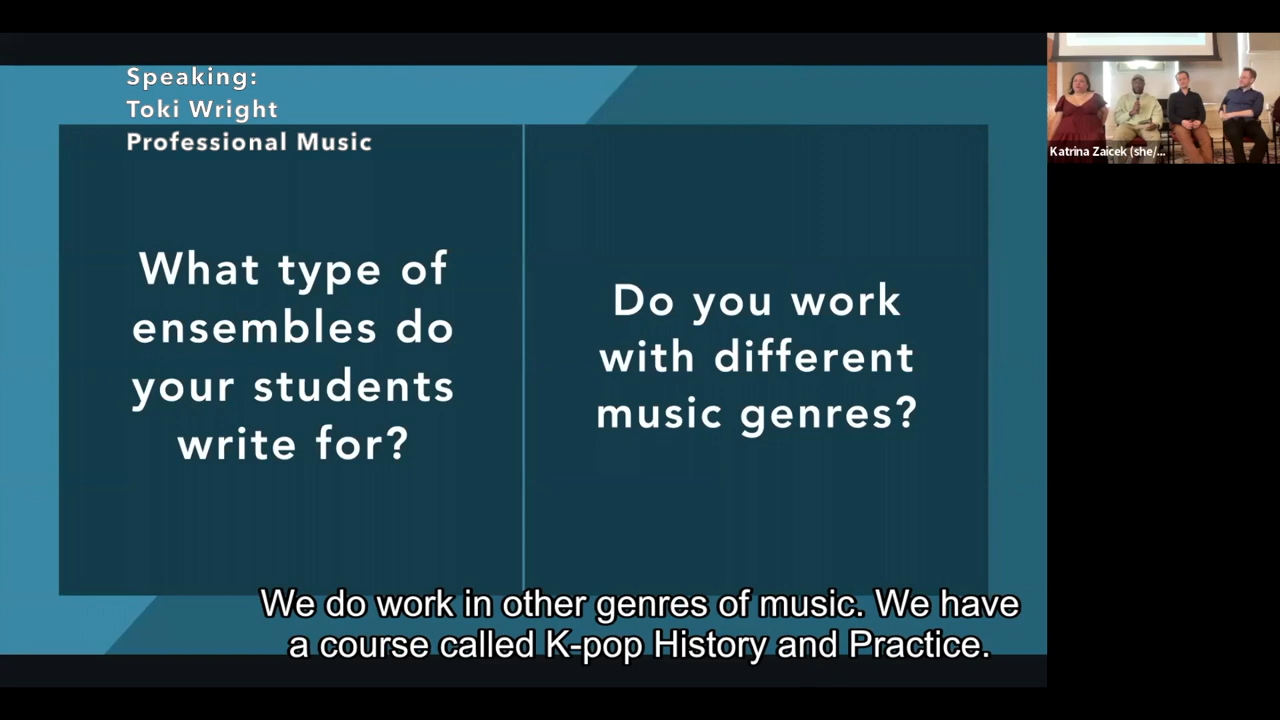 Speaking:
Toki Wright
Professional Music
What type of
ensembles do
your students
write for?
Do you work
with different
music genres?
We do work in other genres of music. We have
a course called K-pop History and Practice.
Katrina Zaicek (she/...